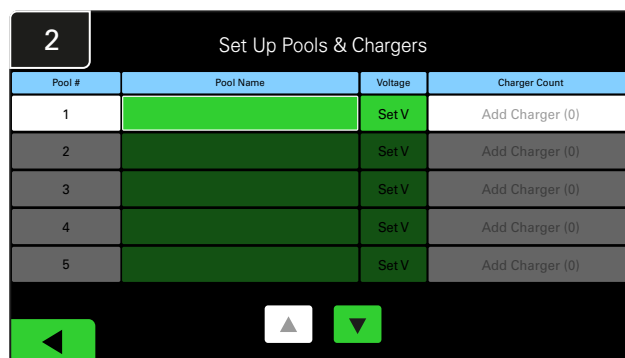 2
Set Up Pools & Chargers
Pool # Pool Name Voltage Charger Count
1 Set V Add Charger (0)
2 Set V Add Charger (0)
3 Set V Add Charger (0)
4 Set V Add Charger (0)
5 Set V Add Charger (0)